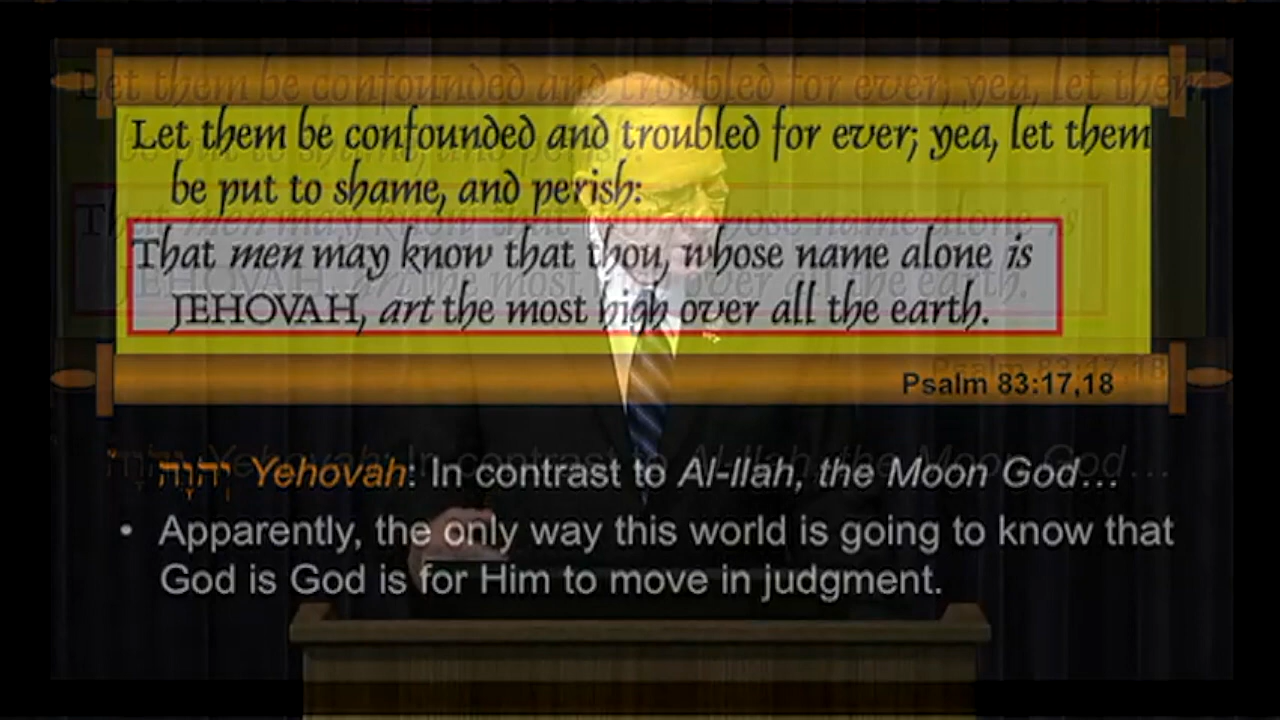 Let them be confounded and troubled for ever; yea, let them
be put to shame, and perish:
That men may know that thou, whose name alone is
JEHOVAH, art the most high over all the earth.
Psalm 83:17,18
יְהוָה Yehovah: In contrast to Al-Ilah, the Moon God…
• Apparently, the only way this world is going to know that
God is God is for Him to move in judgment.